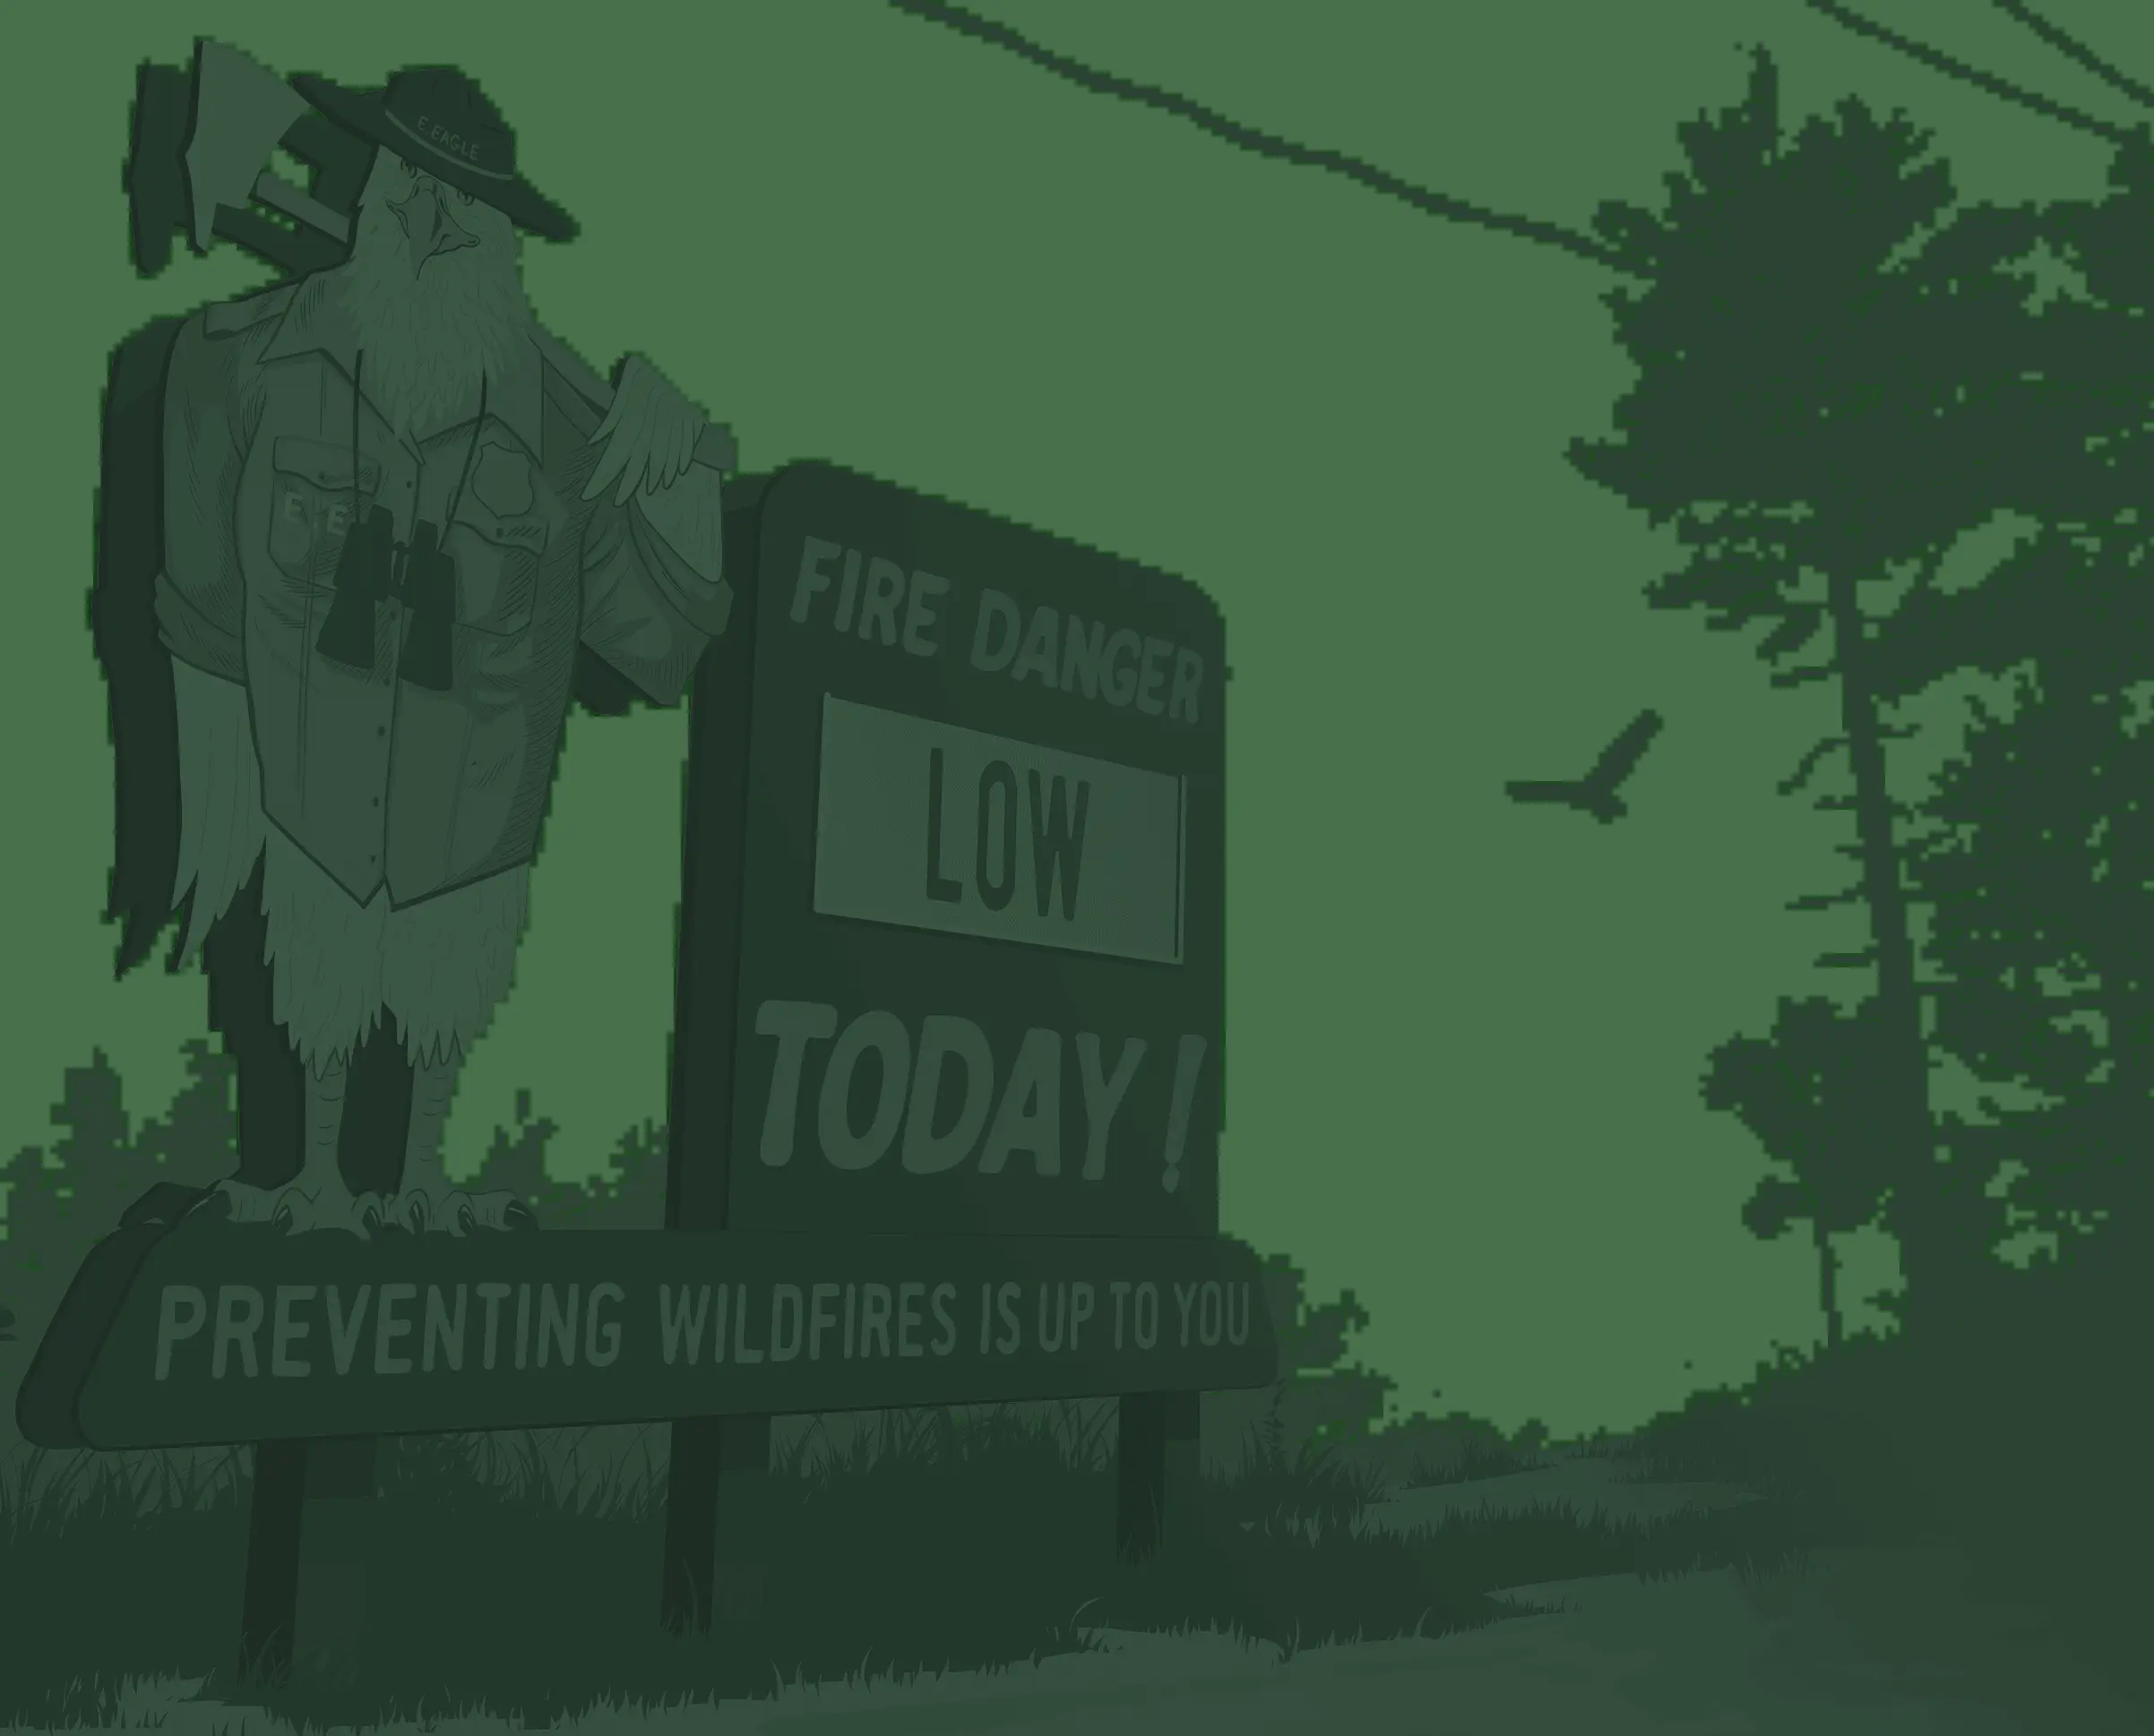 E. EAGLE
E. E
FIRE DANGER
LOW
TODAY!
PREVENTING WILDFIRES IS UP TO YOU